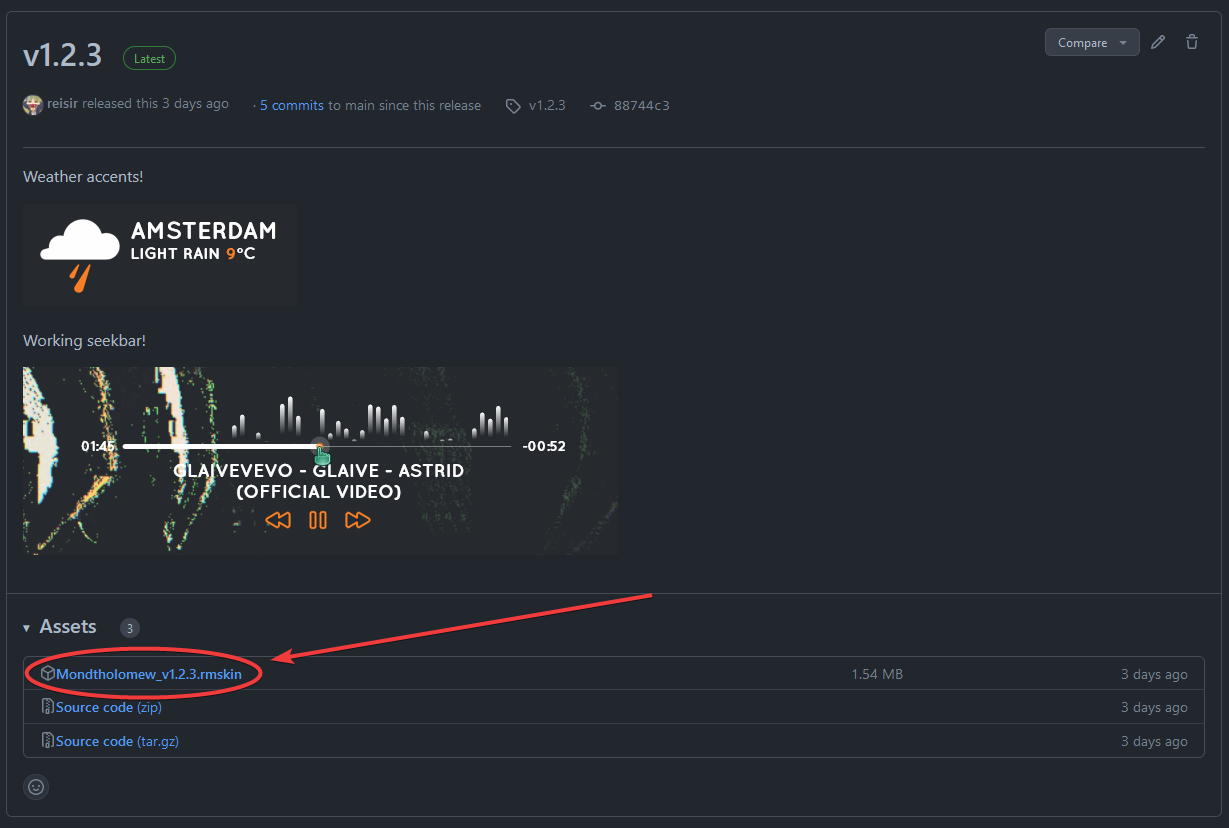 v1.2.3 Latest Compare
reisir released this 3 days ago · 5 commits to main since this release v1.2.3 88744c3
Weather accents!
AMSTERDAM
LIGHT RAIN 9°C
Working seekbar!
01:45 -00:52
GLAIVEVEVO - GLAIVE - ASTRID
(OFFICIAL VIDEO)
Assets 3
Mondtholomew_v1.2.3.rmskin 1.54 MB 3 days ago
Source code (zip) 3 days ago
Source code (tar.gz) 3 days ago